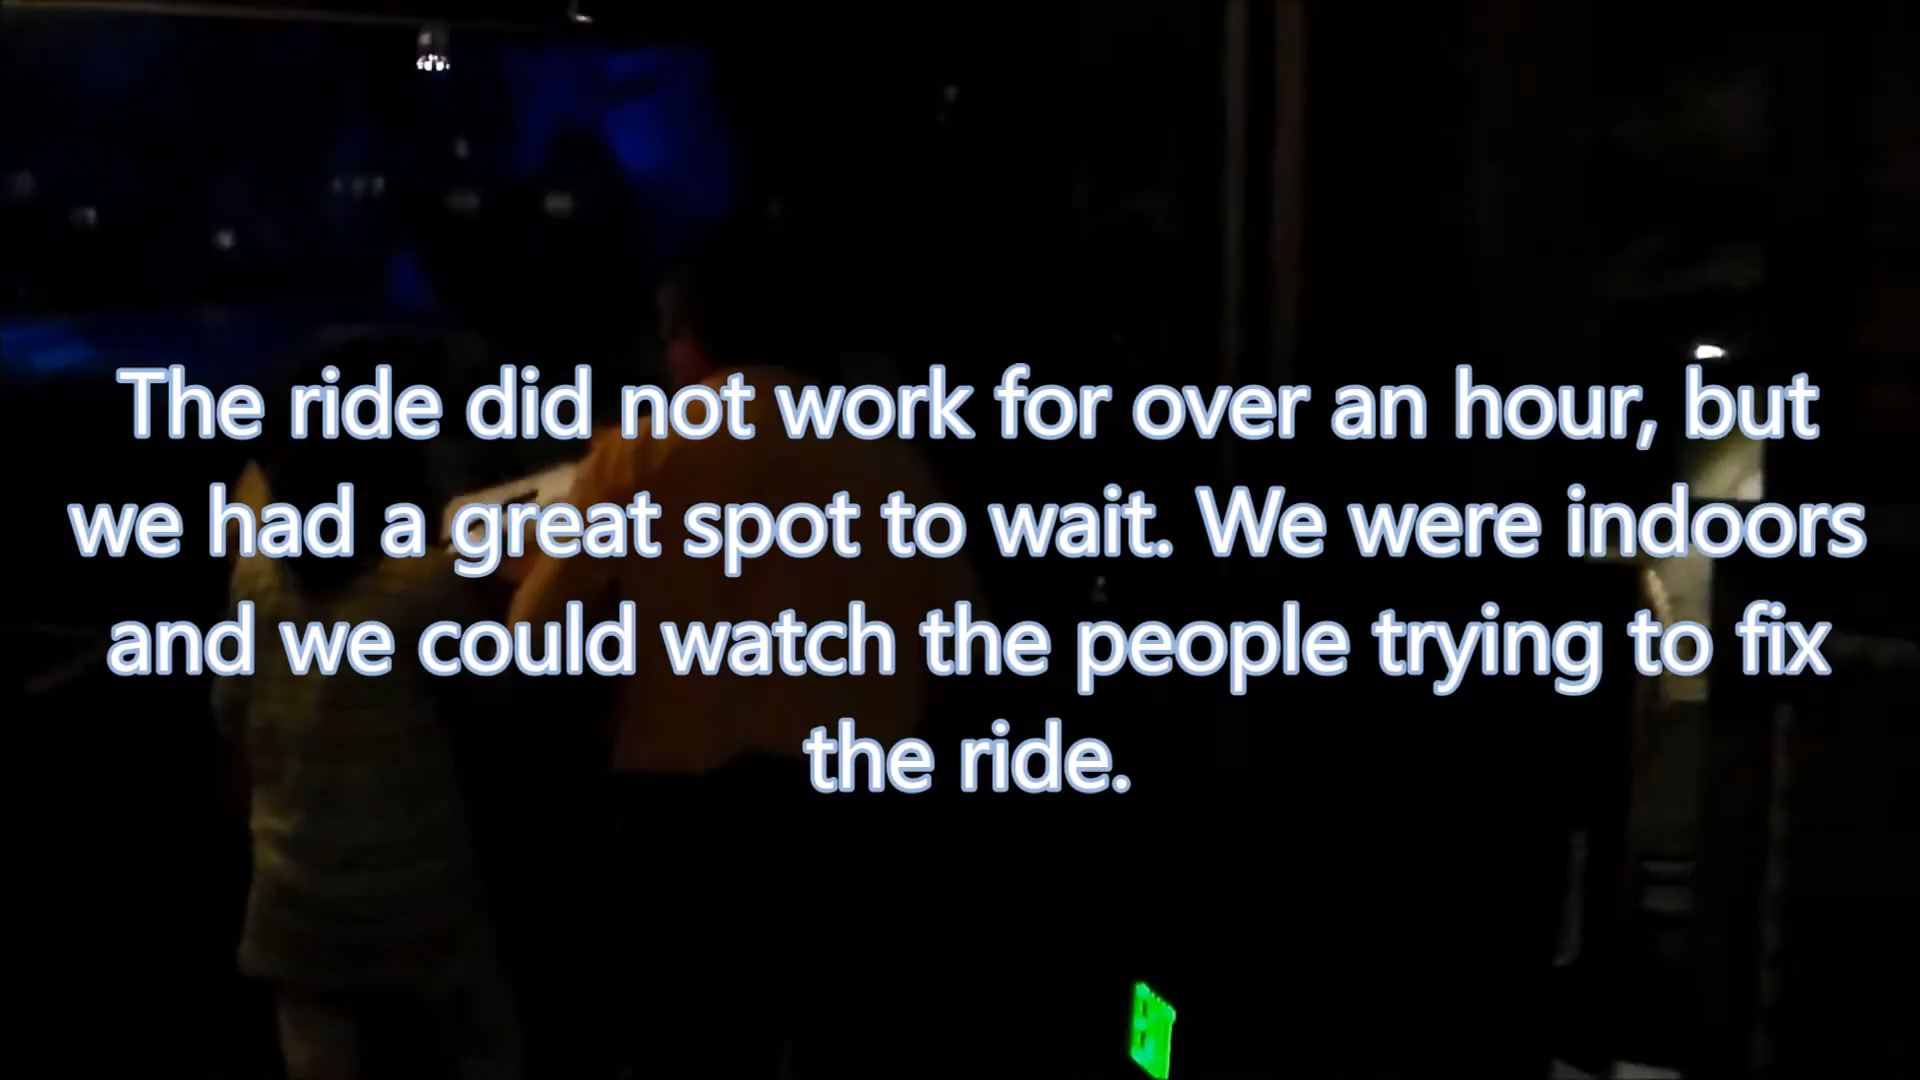 The ride did not work for over an hour, but
we had a great spot to wait. We were indoors
and we could watch the people trying to fix
the ride.